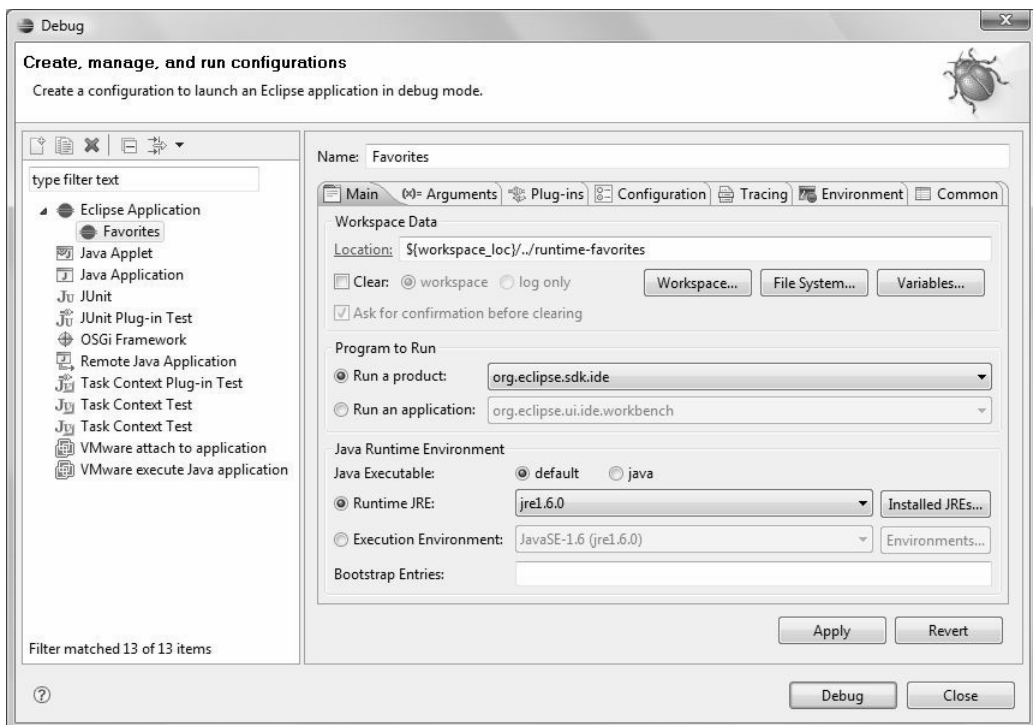 Debug
Create, manage, and run configurations
Create a configuration to launch an Eclipse application in debug mode.
type filter text
Eclipse Application
Favorites
Java Applet
Java Application
JUnit
JUnit Plug-in Test
OSGi Framework
Remote Java Application
Task Context Plug-in Test
Task Context Test
Task Context Test
VMware attach to application
VMware execute Java application
Filter matched 13 of 13 items
Name: Favorites
Main (x)= Arguments Plug-ins Configuration Tracing Environment Common
Workspace Data
Location: ${workspace_loc}/../runtime-favorites
Clear: workspace log only Workspace... File System... Variables...
Ask for confirmation before clearing
Program to Run
Run a product: org.eclipse.sdk.ide
Run an application: org.eclipse.ui.ide.workbench
Java Runtime Environment
Java Executable: default java
Runtime JRE: jre1.6.0 Installed JREs...
Execution Environment: JavaSE-1.6 (jre1.6.0) Environments...
Bootstrap Entries:
Apply Revert
Debug Close